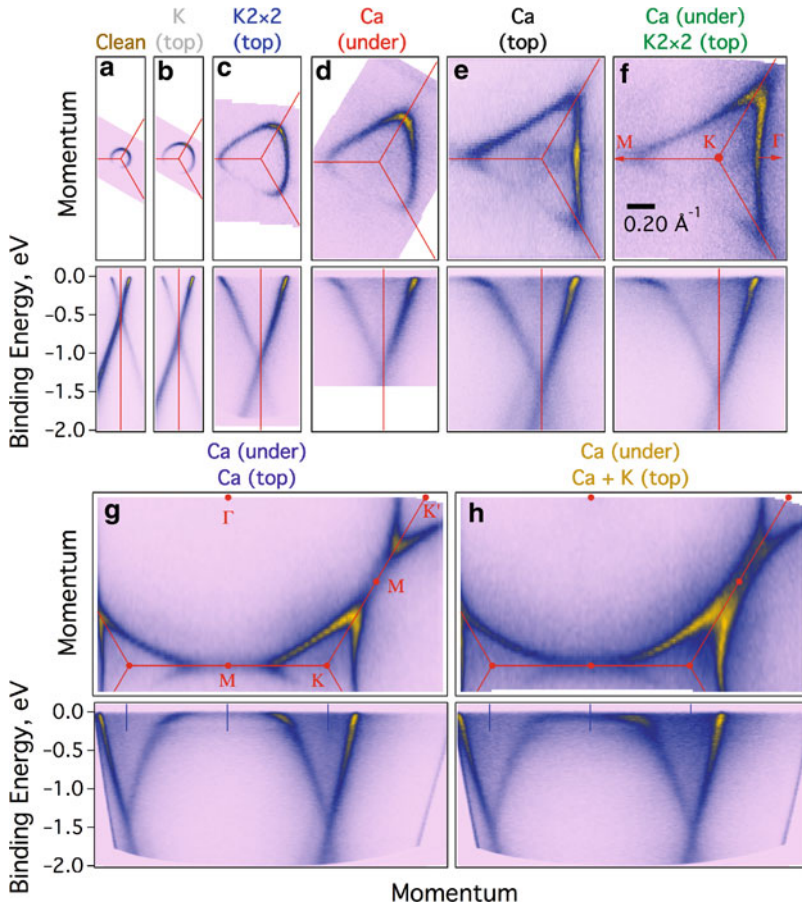 Clean
K
(top)
K2×2
(top)
Ca
(under)
Ca
(top)
Ca (under)
K2×2 (top)
a
b
c
d
e
f
Momentum
M
K
Γ
0.20 Å-1
Binding Energy, eV
0.0
-0.5
-1.0
-1.5
-2.0
Ca (under)
Ca (top)
Ca (under)
Ca + K (top)
g
h
Γ
K'
M
M
K
Momentum
Binding Energy, eV
0.0
-0.5
-1.0
-1.5
-2.0
Momentum